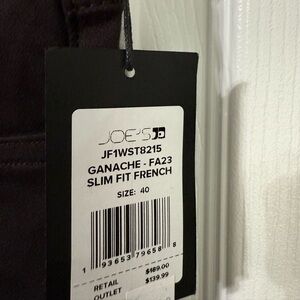 JOE'S JD
JF1WST8215
GANACHE - FA23
SLIM FIT FRENCH
SIZE: 40
1 93653 79658 8
RETAIL $189.00
OUTLET $139.99